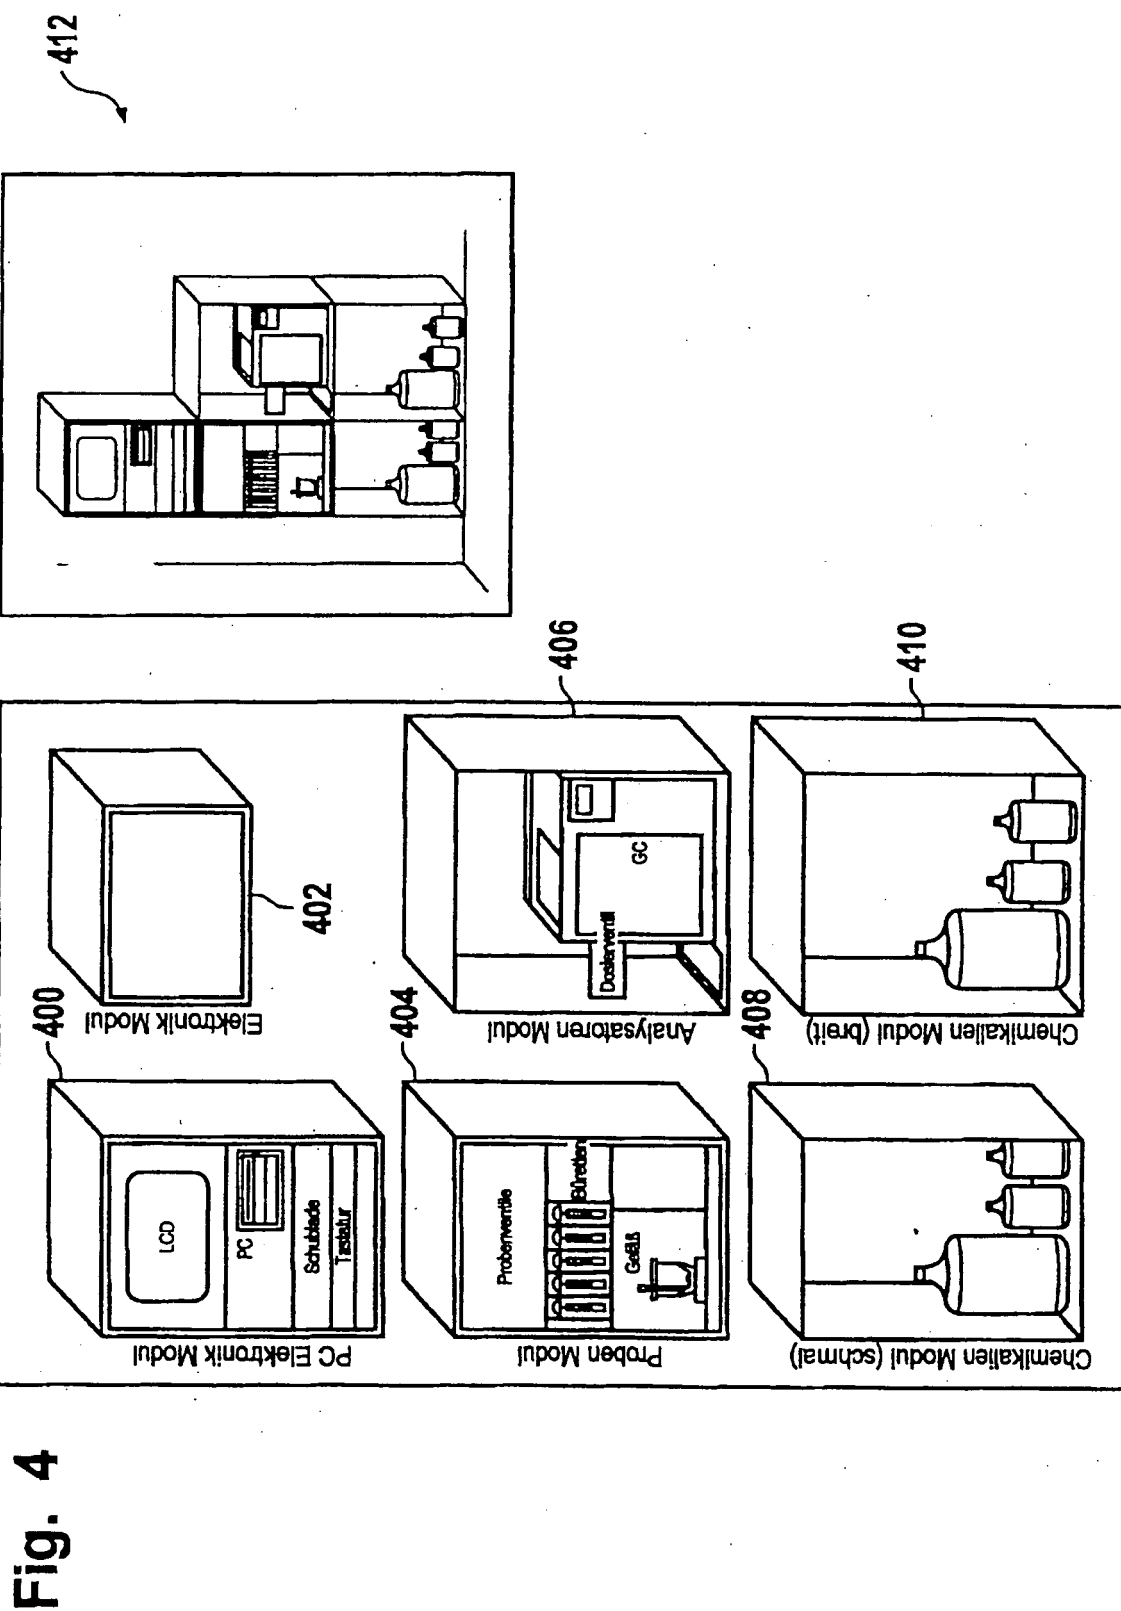 Fig. 4
412
400
PC Elektronik Modul
LCD
PC
Schublade
Tastatur
402
Elektronik Modul
404
Proben Modul
Probenventile
Büretten
Gefäß
406
Analysatoren Modul
Dosierventil
GC
408
Chemikalien Modul (schmal)
410
Chemikalien Modul (breit)